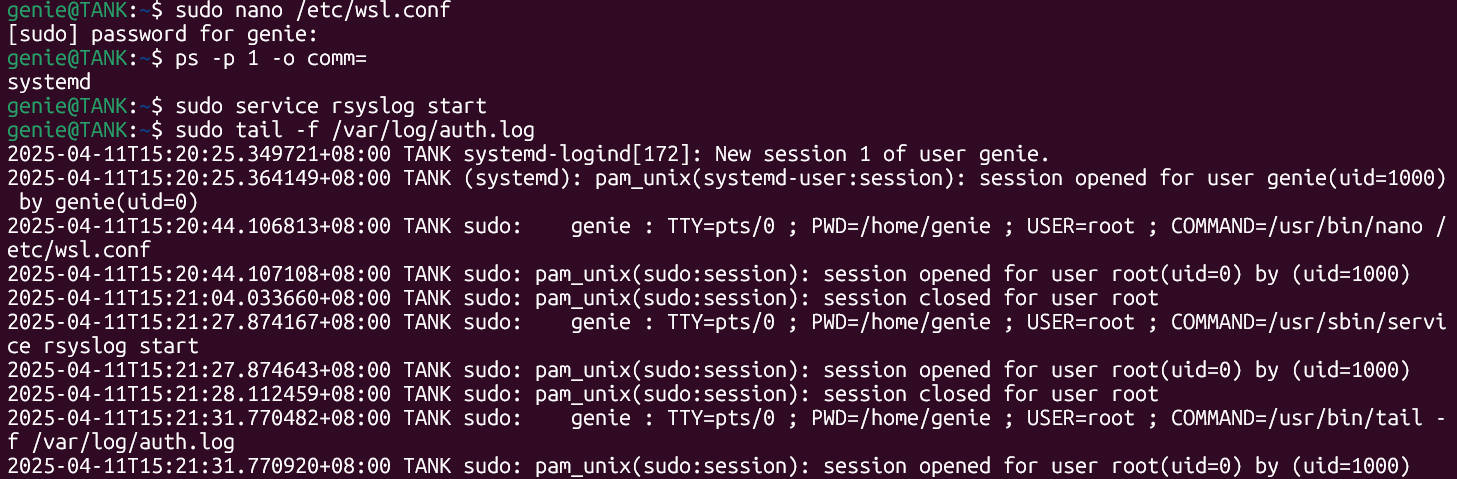 genie@TANK:~$ sudo nano /etc/wsl.conf
[sudo] password for genie:
genie@TANK:~$ ps -p 1 -o comm=
systemd
genie@TANK:~$ sudo service rsyslog start
genie@TANK:~$ sudo tail -f /var/log/auth.log
2025-04-11T15:20:25.349721+08:00 TANK systemd-logind[172]: New session 1 of user genie.
2025-04-11T15:20:25.364149+08:00 TANK (systemd): pam_unix(systemd-user:session): session opened for user genie(uid=1000)
 by genie(uid=0)
2025-04-11T15:20:44.106813+08:00 TANK sudo:    genie : TTY=pts/0 ; PWD=/home/genie ; USER=root ; COMMAND=/usr/bin/nano /
etc/wsl.conf
2025-04-11T15:20:44.107108+08:00 TANK sudo: pam_unix(sudo:session): session opened for user root(uid=0) by (uid=1000)
2025-04-11T15:21:04.033660+08:00 TANK sudo: pam_unix(sudo:session): session closed for user root
2025-04-11T15:21:27.874167+08:00 TANK sudo:    genie : TTY=pts/0 ; PWD=/home/genie ; USER=root ; COMMAND=/usr/sbin/servi
ce rsyslog start
2025-04-11T15:21:27.874643+08:00 TANK sudo: pam_unix(sudo:session): session opened for user root(uid=0) by (uid=1000)
2025-04-11T15:21:28.112459+08:00 TANK sudo: pam_unix(sudo:session): session closed for user root
2025-04-11T15:21:31.770482+08:00 TANK sudo:    genie : TTY=pts/0 ; PWD=/home/genie ; USER=root ; COMMAND=/usr/bin/tail -
f /var/log/auth.log
2025-04-11T15:21:31.770920+08:00 TANK sudo: pam_unix(sudo:session): session opened for user root(uid=0) by (uid=1000)